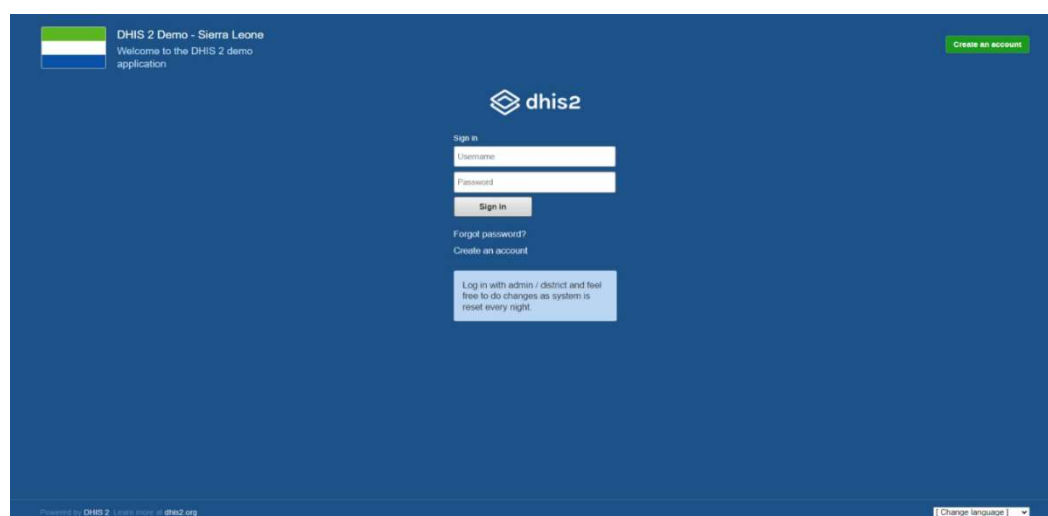 DHIS 2 Demo - Sierra Leone
Welcome to the DHIS 2 demo
application
Create an account
dhis2
Sign in
Username
Password
Sign in
Forgot password?
Create an account
Log in with admin / district and feel
free to do changes as system is
reset every night.
Powered by DHIS 2 Learn more at dhis2.org
[ Change language ]